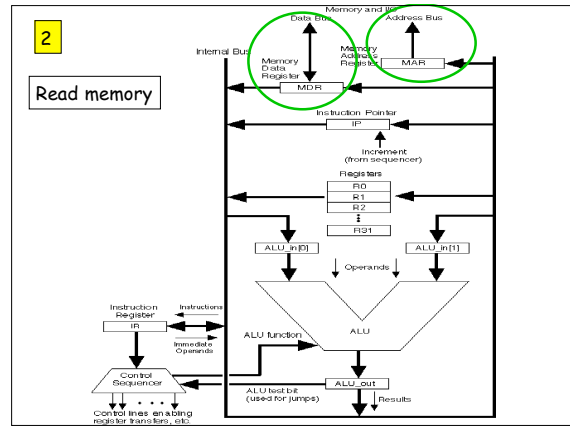 2
Read memory
Memory and I/O
Data Bus
Address Bus
Internal Bus
Memory
Data
Register
MDR
Memory
Address
Register
MAR
Instruction Pointer
IP
Increment
(from sequencer)
Registers
R0
R1
R2
R31
ALU_in[0]
ALU_in[1]
Operands
Instruction
Register
IR
Instructions
Immediate
Operands
ALU function
ALU
Control
Sequencer
ALU test bit
(used for jumps)
ALU_out
Results
Control lines enabling
register transfers, etc.